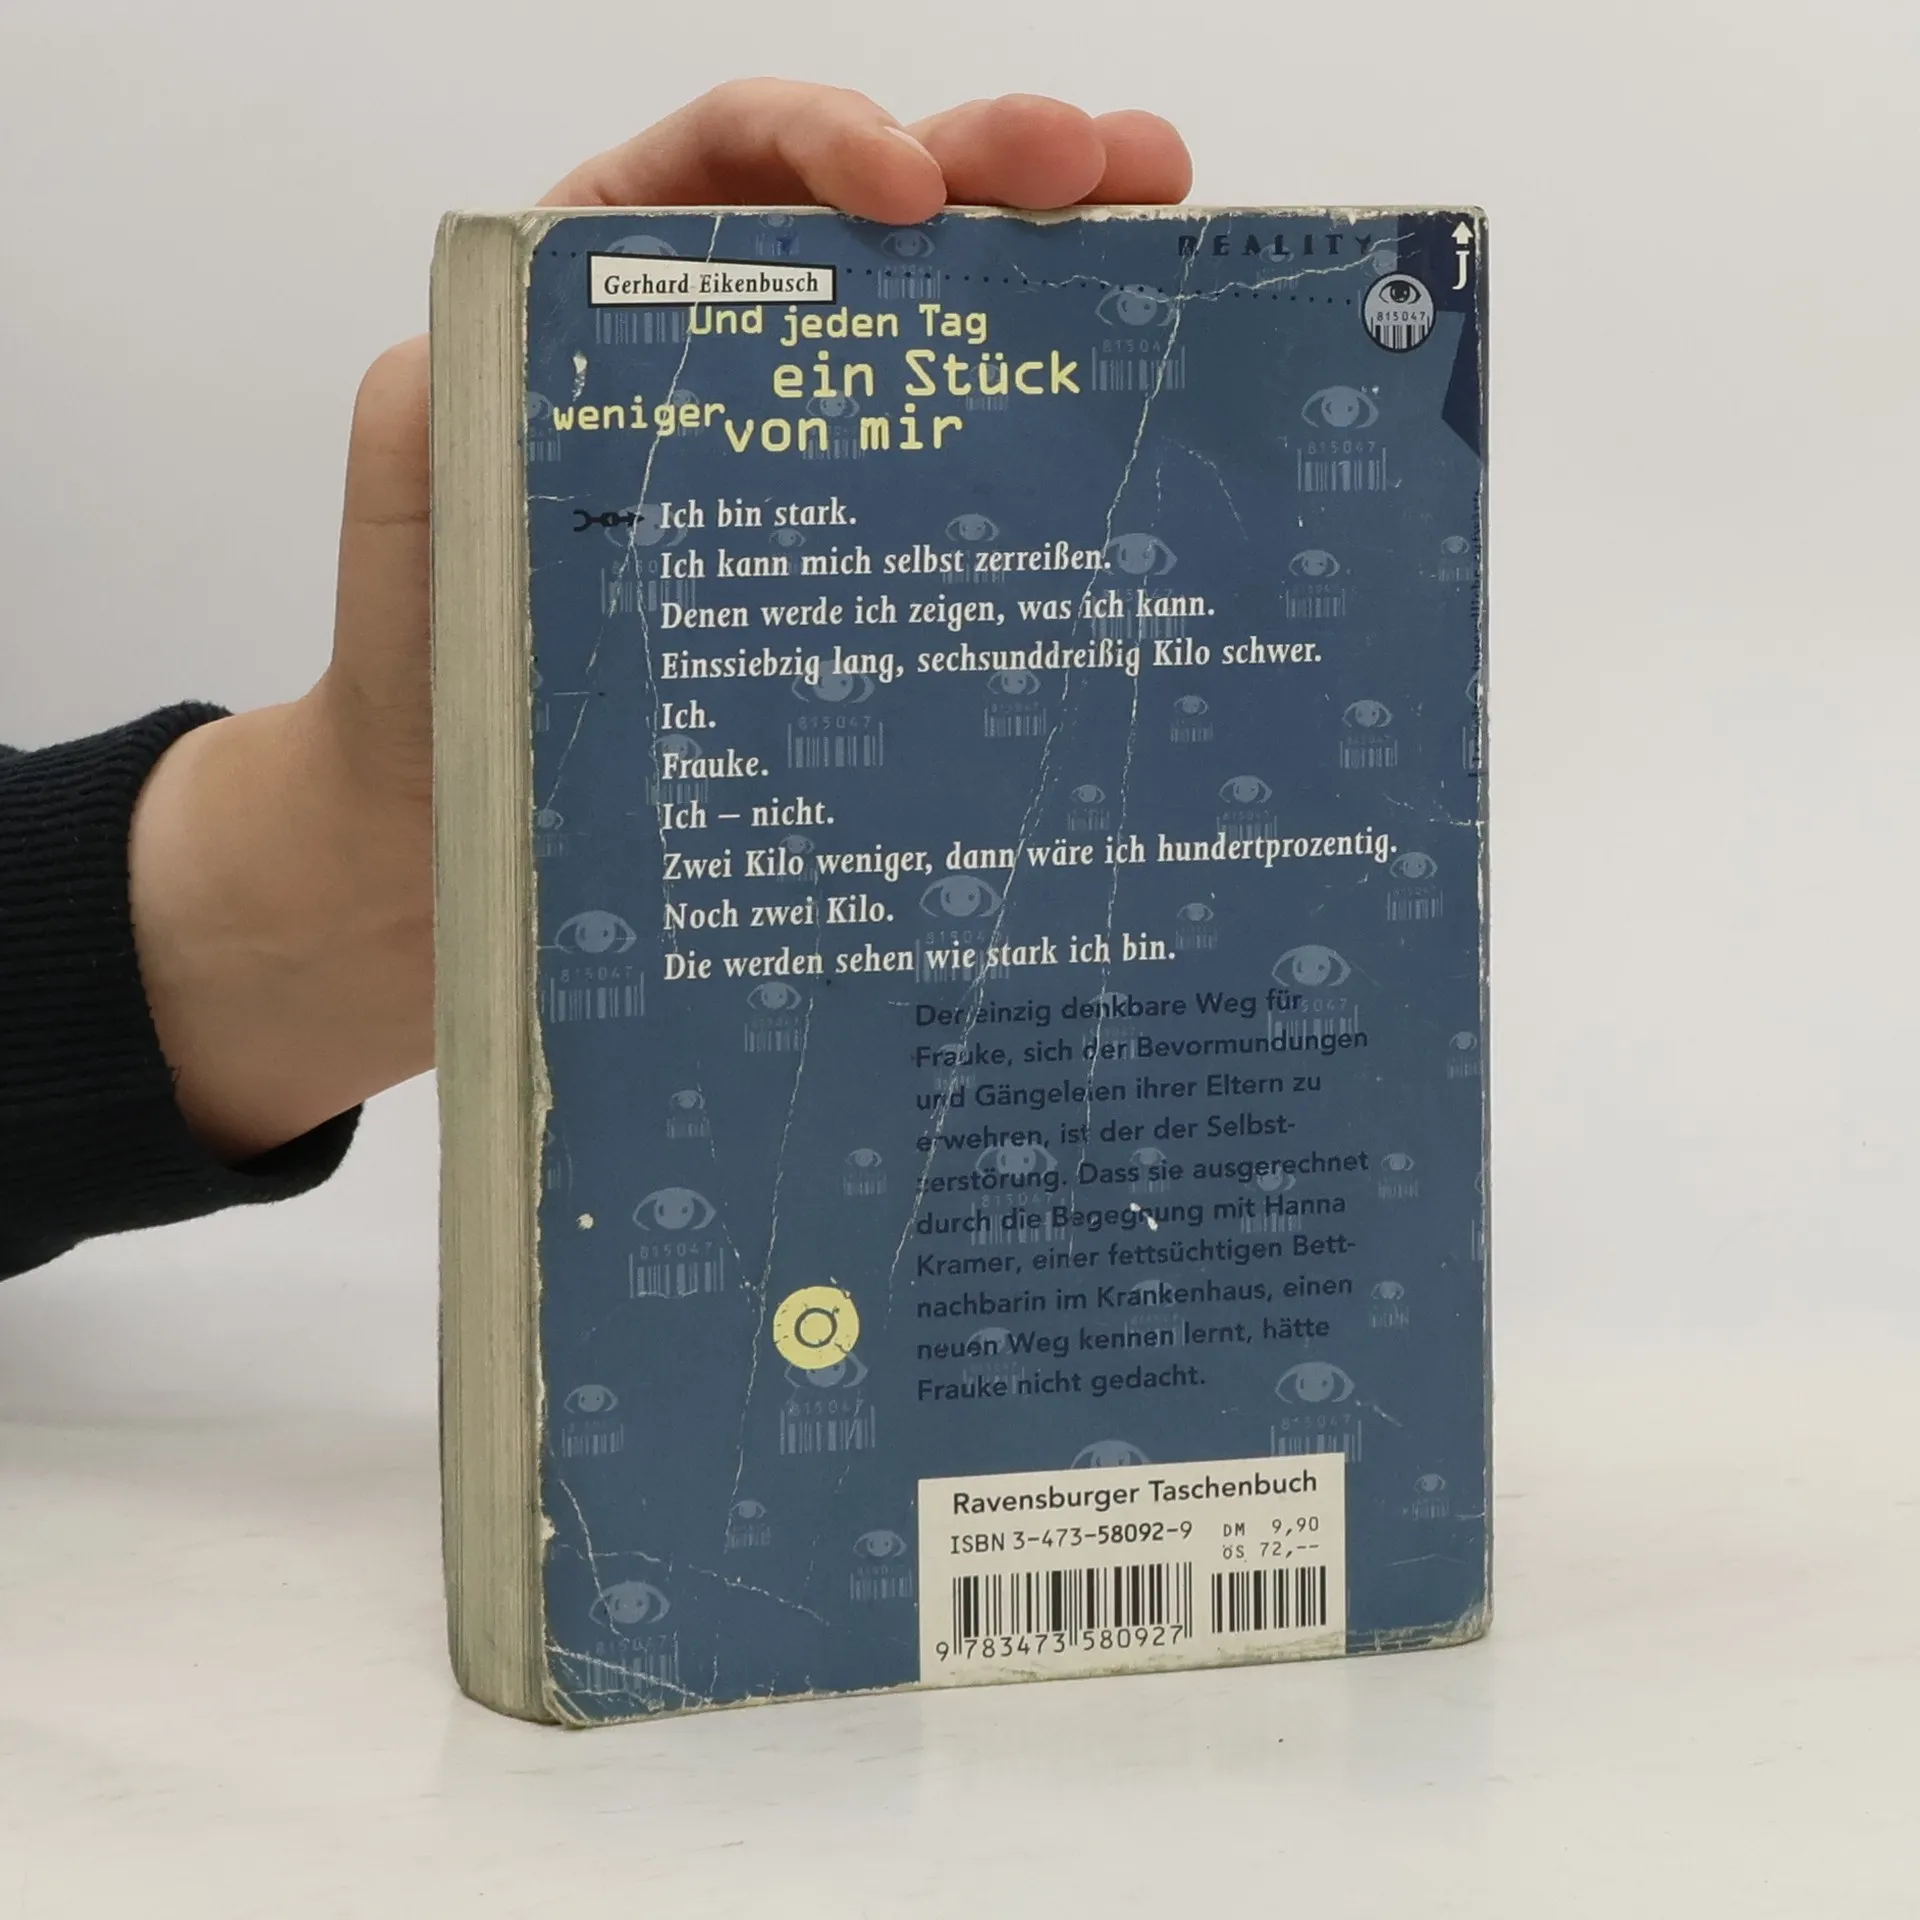 REALITY
J
Gerhard Eikenbusch
815047
Und jeden Tag
ein Stück
weniger
von mir
Ich bin stark.
Ich kann mich selbst zerreißen.
Denen werde ich zeigen, was ich kann.
Einssiebzig lang, sechsunddreißig Kilo schwer.
Ich.
Frauke.
Ich – nicht.
Zwei Kilo weniger, dann wäre ich hundertprozentig.
Noch zwei Kilo.
Die werden sehen wie stark ich bin.
Der einzig denkbare Weg für
Frauke, sich der Bevormundungen
und Gängeleien ihrer Eltern zu
erwehren, ist der der Selbst-
zerstörung. Dass sie ausgerechnet
durch die Begegnung mit Hanna
Kramer, einer fettsüchtigen Bett-
nachbarin im Krankenhaus, einen
neuen Weg kennen lernt, hätte
Frauke nicht gedacht.
Ravensburger Taschenbuch
ISBN 3-473-58092-9 DM 9,90
öS 72,--
9 783473 580927